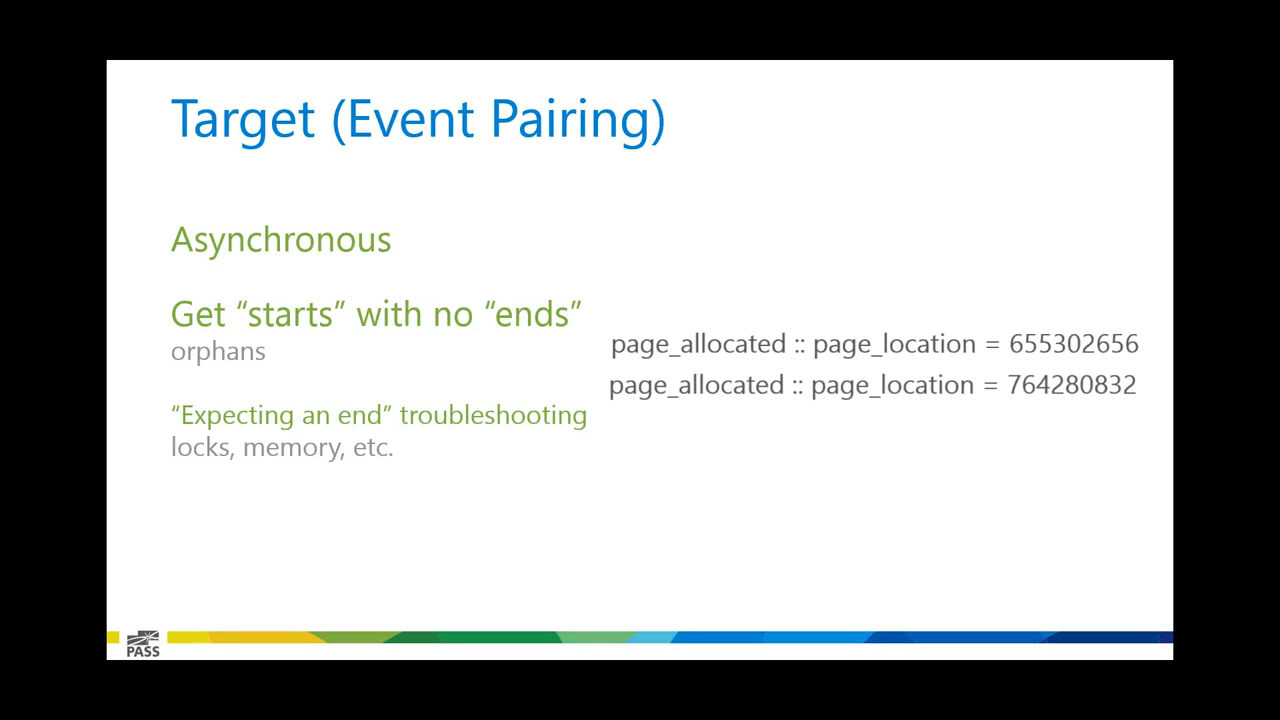 Target (Event Pairing)
Asynchronous
Get “starts” with no “ends”
orphans
page_allocated :: page_location = 655302656
page_allocated :: page_location = 764280832
“Expecting an end” troubleshooting
locks, memory, etc.
PASS